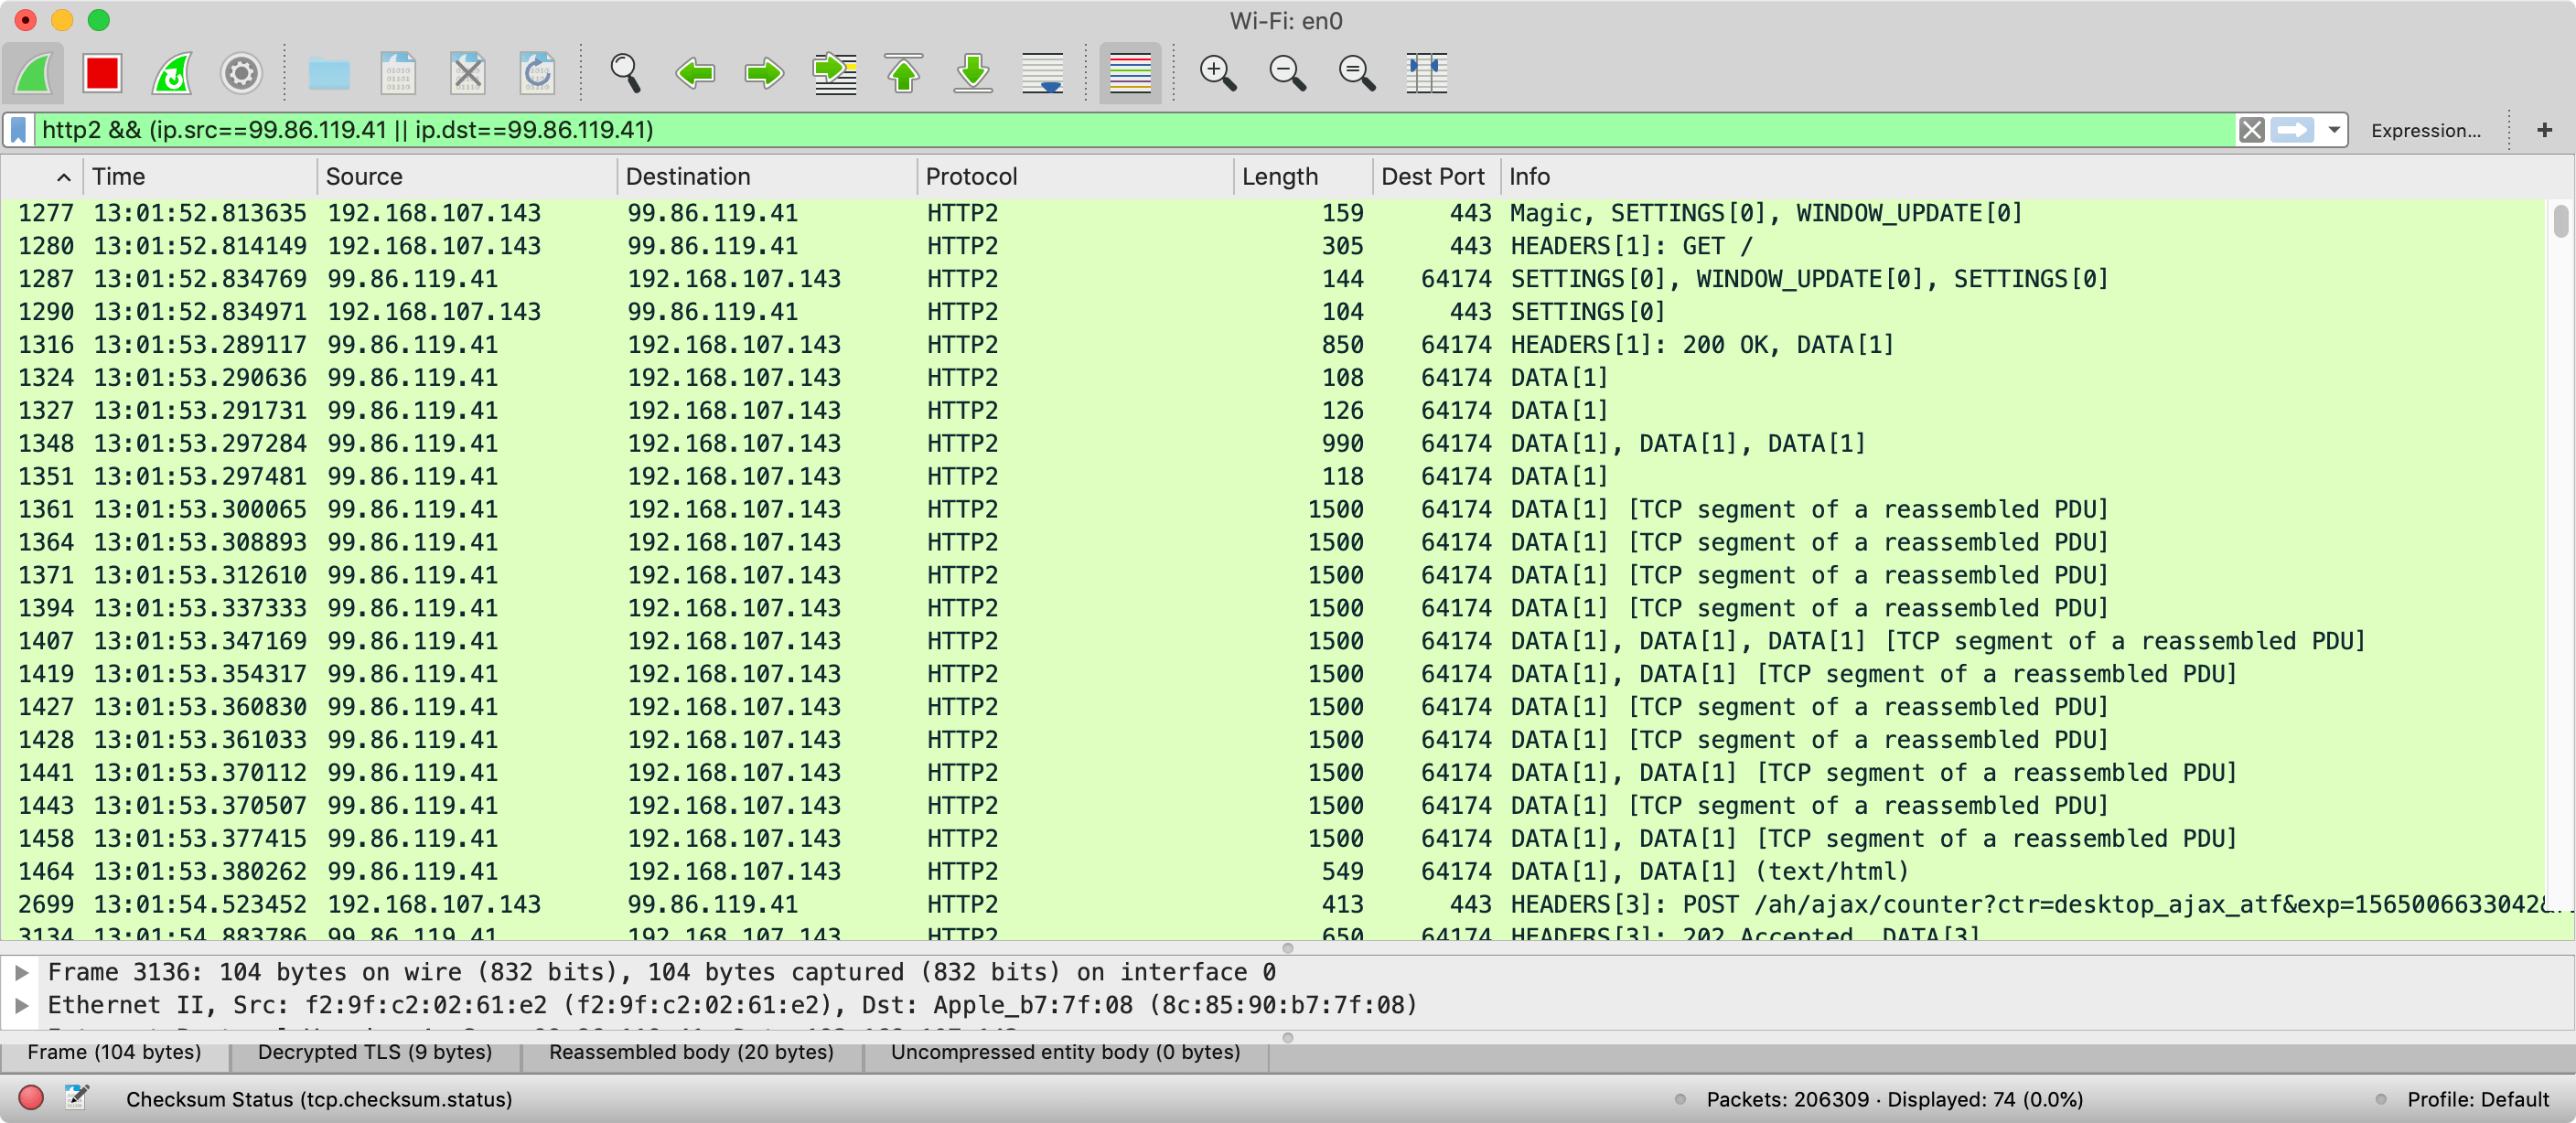 Wi-Fi: en0
http2 && (ip.src==99.86.119.41 || ip.dst==99.86.119.41) Expression... +
Time Source Destination Protocol Length Dest Port Info
1277 13:01:52.813635 192.168.107.143 99.86.119.41 HTTP2 159 443 Magic, SETTINGS[0], WINDOW_UPDATE[0]
1280 13:01:52.814149 192.168.107.143 99.86.119.41 HTTP2 305 443 HEADERS[1]: GET /
1287 13:01:52.834769 99.86.119.41 192.168.107.143 HTTP2 144 64174 SETTINGS[0], WINDOW_UPDATE[0], SETTINGS[0]
1290 13:01:52.834971 192.168.107.143 99.86.119.41 HTTP2 104 443 SETTINGS[0]
1316 13:01:53.289117 99.86.119.41 192.168.107.143 HTTP2 850 64174 HEADERS[1]: 200 OK, DATA[1]
1324 13:01:53.290636 99.86.119.41 192.168.107.143 HTTP2 108 64174 DATA[1]
1327 13:01:53.291731 99.86.119.41 192.168.107.143 HTTP2 126 64174 DATA[1]
1348 13:01:53.297284 99.86.119.41 192.168.107.143 HTTP2 990 64174 DATA[1], DATA[1], DATA[1]
1351 13:01:53.297481 99.86.119.41 192.168.107.143 HTTP2 118 64174 DATA[1]
1361 13:01:53.300065 99.86.119.41 192.168.107.143 HTTP2 1500 64174 DATA[1] [TCP segment of a reassembled PDU]
1364 13:01:53.308893 99.86.119.41 192.168.107.143 HTTP2 1500 64174 DATA[1] [TCP segment of a reassembled PDU]
1371 13:01:53.312610 99.86.119.41 192.168.107.143 HTTP2 1500 64174 DATA[1] [TCP segment of a reassembled PDU]
1394 13:01:53.337333 99.86.119.41 192.168.107.143 HTTP2 1500 64174 DATA[1] [TCP segment of a reassembled PDU]
1407 13:01:53.347169 99.86.119.41 192.168.107.143 HTTP2 1500 64174 DATA[1], DATA[1], DATA[1] [TCP segment of a reassembled PDU]
1419 13:01:53.354317 99.86.119.41 192.168.107.143 HTTP2 1500 64174 DATA[1], DATA[1] [TCP segment of a reassembled PDU]
1427 13:01:53.360830 99.86.119.41 192.168.107.143 HTTP2 1500 64174 DATA[1] [TCP segment of a reassembled PDU]
1428 13:01:53.361033 99.86.119.41 192.168.107.143 HTTP2 1500 64174 DATA[1] [TCP segment of a reassembled PDU]
1441 13:01:53.370112 99.86.119.41 192.168.107.143 HTTP2 1500 64174 DATA[1], DATA[1] [TCP segment of a reassembled PDU]
1443 13:01:53.370507 99.86.119.41 192.168.107.143 HTTP2 1500 64174 DATA[1] [TCP segment of a reassembled PDU]
1458 13:01:53.377415 99.86.119.41 192.168.107.143 HTTP2 1500 64174 DATA[1], DATA[1] [TCP segment of a reassembled PDU]
1464 13:01:53.380262 99.86.119.41 192.168.107.143 HTTP2 549 64174 DATA[1], DATA[1] (text/html)
2699 13:01:54.523452 192.168.107.143 99.86.119.41 HTTP2 413 443 HEADERS[3]: POST /ah/ajax/counter?ctr=desktop_ajax_atf&exp=1565006633042&
3134 13:01:54.883786 99.86.119.41 192.168.107.143 HTTP2 650 64174 HEADERS[3]: 202 Accepted, DATA[3]
Frame 3136: 104 bytes on wire (832 bits), 104 bytes captured (832 bits) on interface 0
Ethernet II, Src: f2:9f:c2:02:61:e2 (f2:9f:c2:02:61:e2), Dst: Apple_b7:7f:08 (8c:85:90:b7:7f:08)
Frame (104 bytes) Decrypted TLS (9 bytes) Reassembled body (20 bytes) Uncompressed entity body (0 bytes)
Checksum Status (tcp.checksum.status) Packets: 206309 · Displayed: 74 (0.0%) Profile: Default